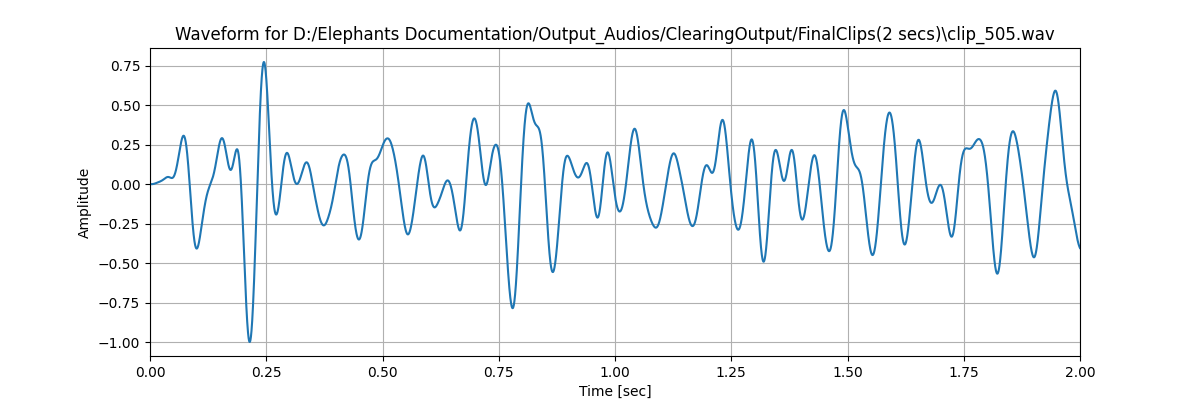 Waveform for D:/Elephants Documentation/Output_Audios/ClearingOutput/FinalClips(2 secs)\clip_505.wav
Amplitude
0.75
0.50
0.25
0.00
−0.25
−0.50
−0.75
−1.00
0.00 0.25 0.50 0.75 1.00 1.25 1.50 1.75 2.00
Time [sec]